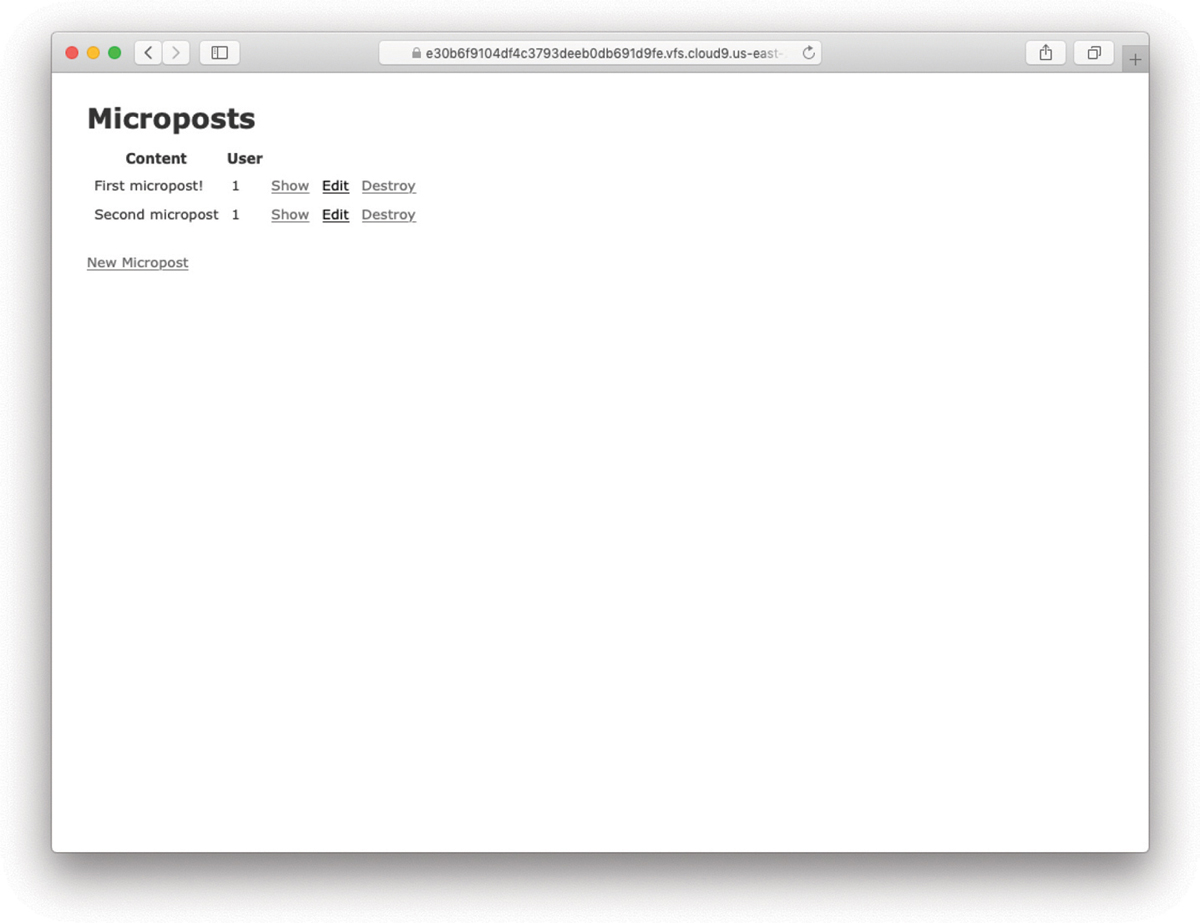 e30b6f9104df4c3793deeb0db691d9fe.vfs.cloud9.us-east-
Microposts
Content User
First micropost! 1 Show Edit Destroy
Second micropost 1 Show Edit Destroy
New Micropost